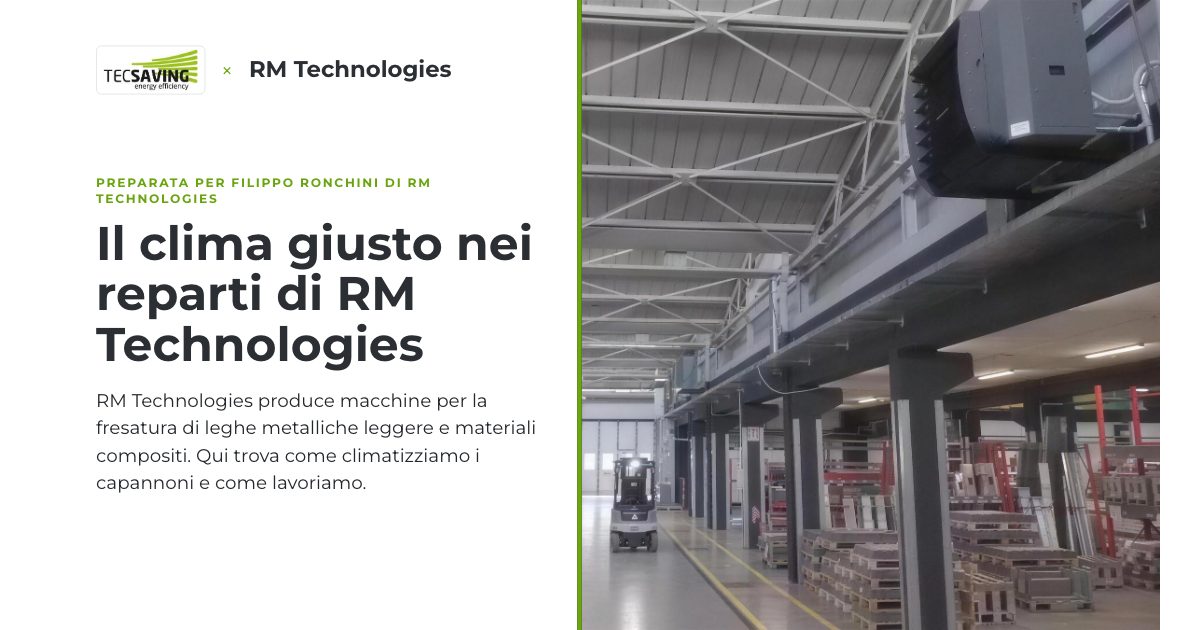 TECSAVING
energy efficiency
× RM Technologies
PREPARATA PER FILIPPO RONCHINI DI RM
TECHNOLOGIES
Il clima giusto nei
reparti di RM
Technologies
RM Technologies produce macchine per la
fresatura di leghe metalliche leggere e materiali
compositi. Qui trova come climatizziamo i
capannoni e come lavoriamo.